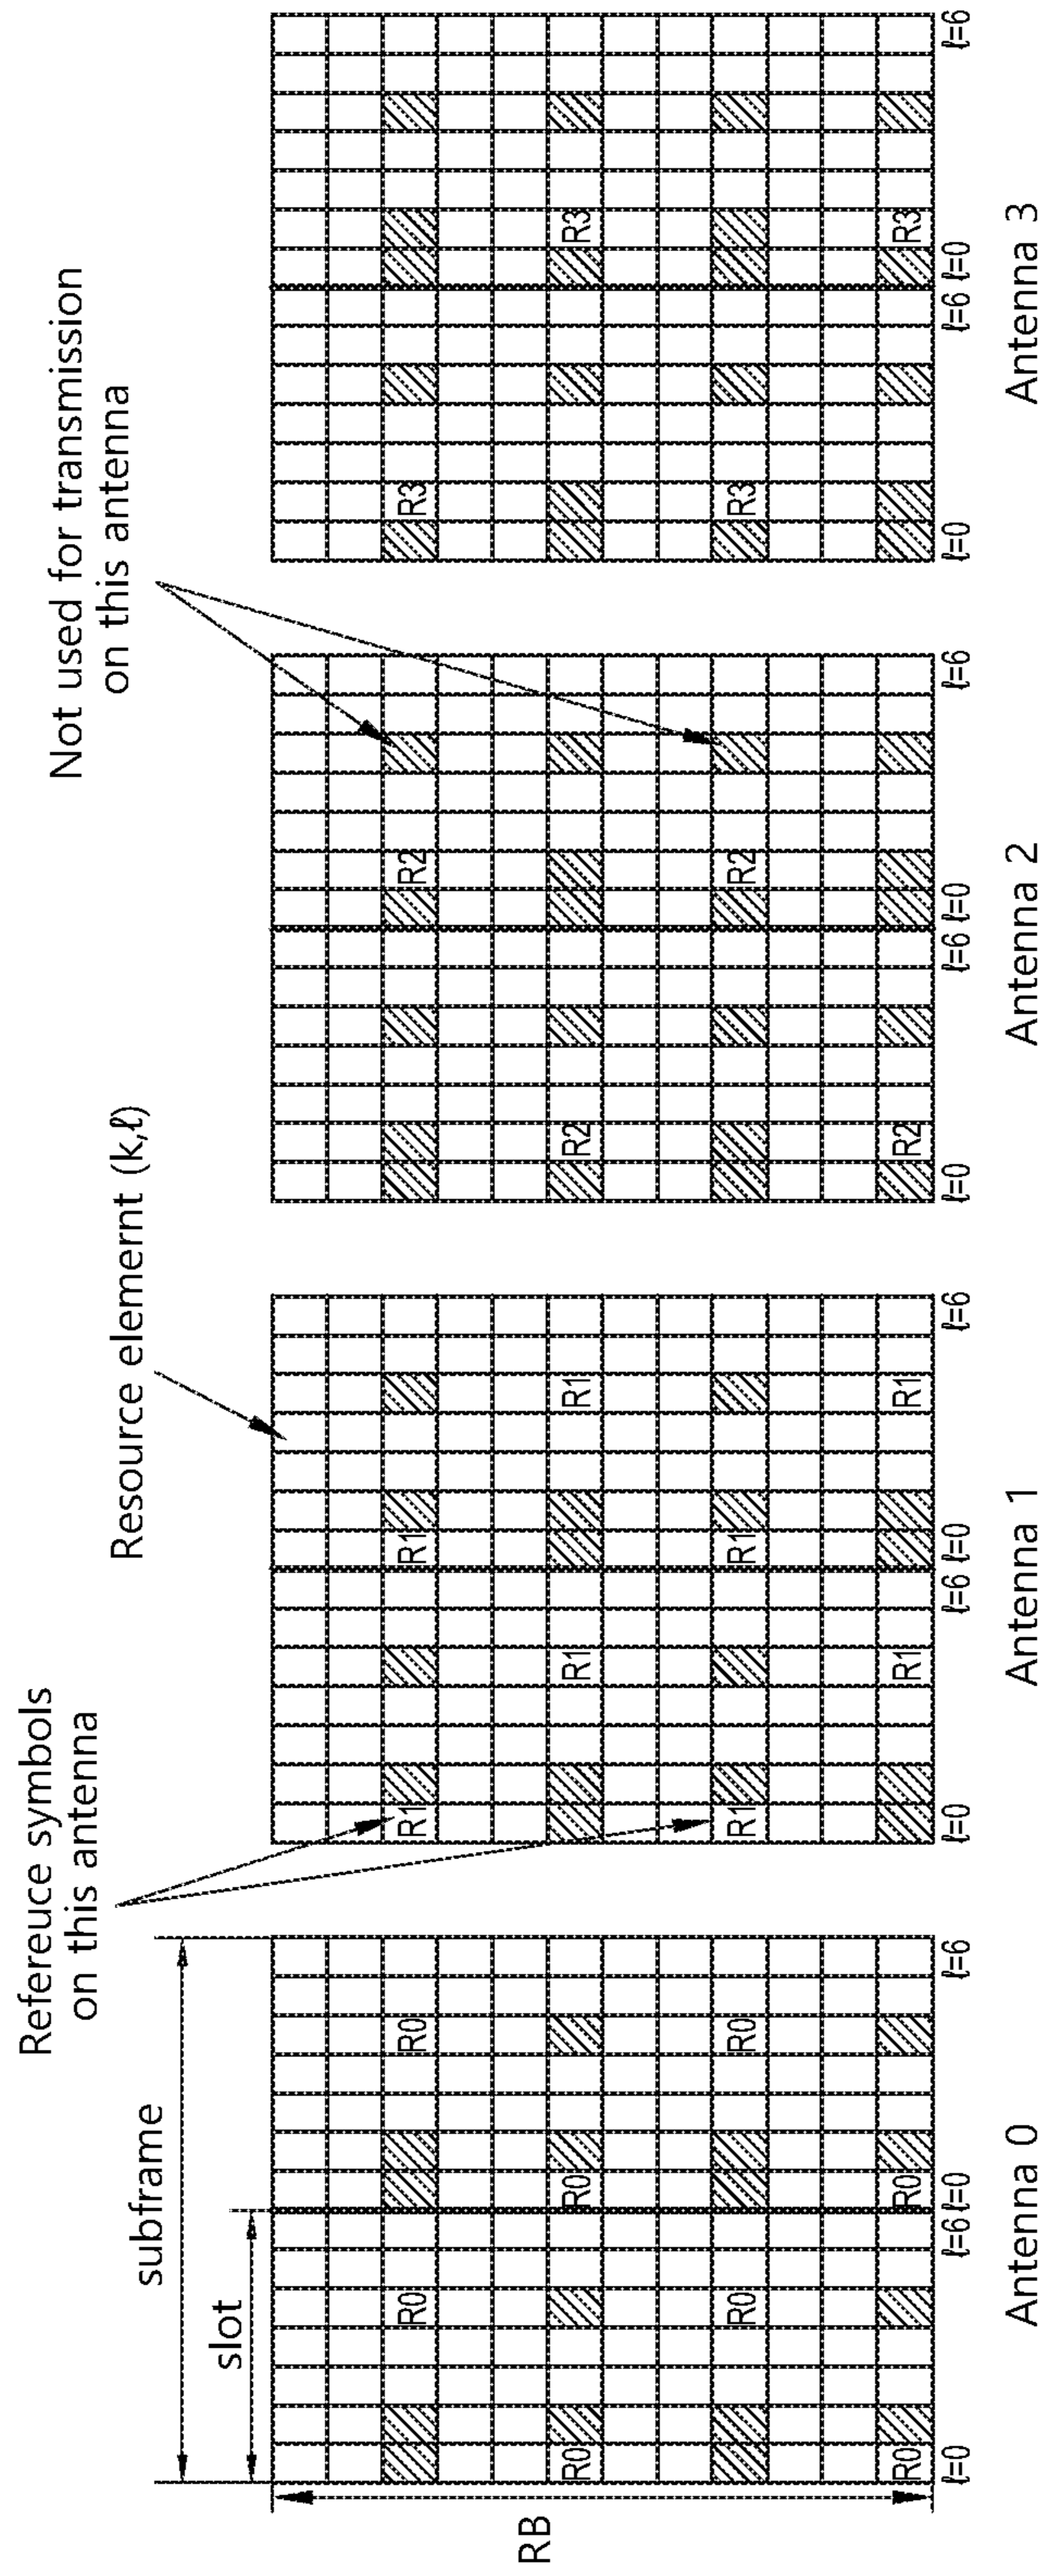 Refereuce symbols
on this antenna
Resource elemernt (k,ℓ)
Not used for transmission
on this antenna
subframe
slot
RB
R0 R0 R1 R1 R2 R3
R0 R0 R1 R1 R2 R3
R0 R0 R1 R1 R2 R3
R0 R0 R1 R1 R2 R3
ℓ=0 ℓ=6 ℓ=0 ℓ=6 ℓ=0 ℓ=6 ℓ=0 ℓ=6 ℓ=0 ℓ=6 ℓ=0 ℓ=6 ℓ=0 ℓ=6 ℓ=0 ℓ=6
Antenna 0 Antenna 1 Antenna 2 Antenna 3